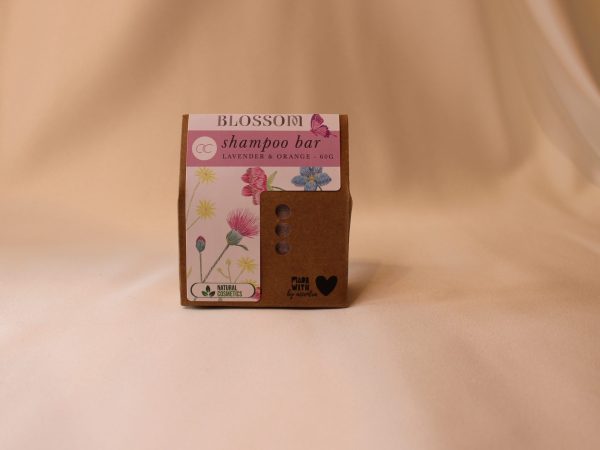 BLOSSOM
shampoo bar
LAVENDER & ORANGE - 60G
NATURAL
COSMETICS
MADE
WITH